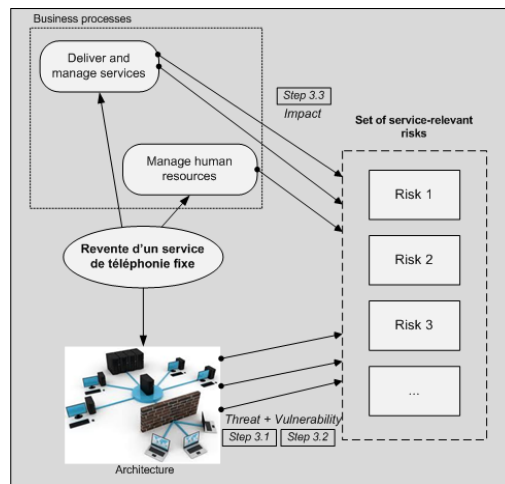 Business processes
Deliver and
manage services
Step 3.3
Impact
Set of service-relevant
risks
Manage human
resources
Risk 1
Revente d'un service
de téléphonie fixe
Risk 2
Risk 3
...
Threat + Vulnerability
Step 3.1
Step 3.2
Architecture